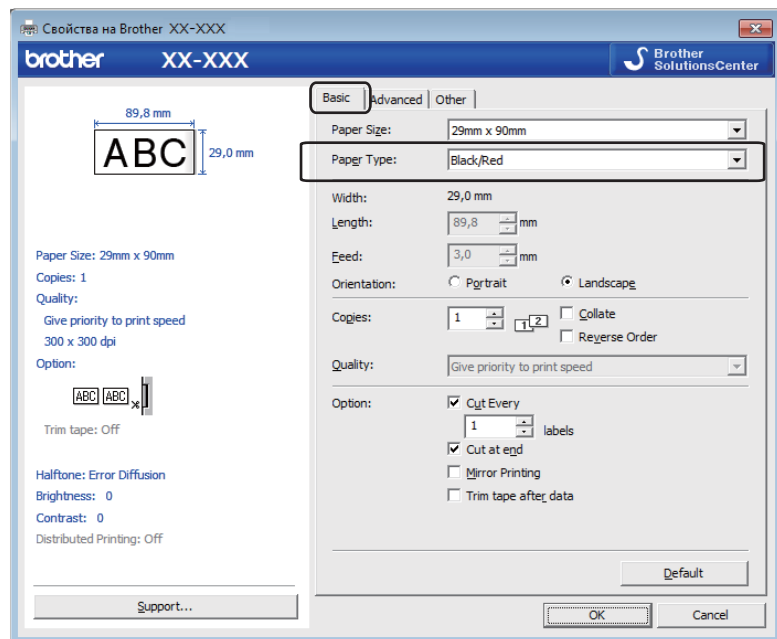 Свойства на Brother XX-XXX
brother XX-XXX
Brother
SolutionsCenter
89,8 mm
ABC
29,0 mm
Paper Size: 29mm x 90mm
Copies: 1
Quality:
Give priority to print speed
300 x 300 dpi
Option:
ABC ABC
Trim tape: Off
Halftone: Error Diffusion
Brightness: 0
Contrast: 0
Distributed Printing: Off
Support...
Basic Advanced Other
Paper Size: 29mm x 90mm
Paper Type: Black/Red
Width: 29,0 mm
Length: 89,8 mm
Feed: 3,0 mm
Orientation: Portrait Landscape
Copies: 1 1 2 Collate
Reverse Order
Quality: Give priority to print speed
Option: Cut Every
1 labels
Cut at end
Mirror Printing
Trim tape after data
Default
OK Cancel